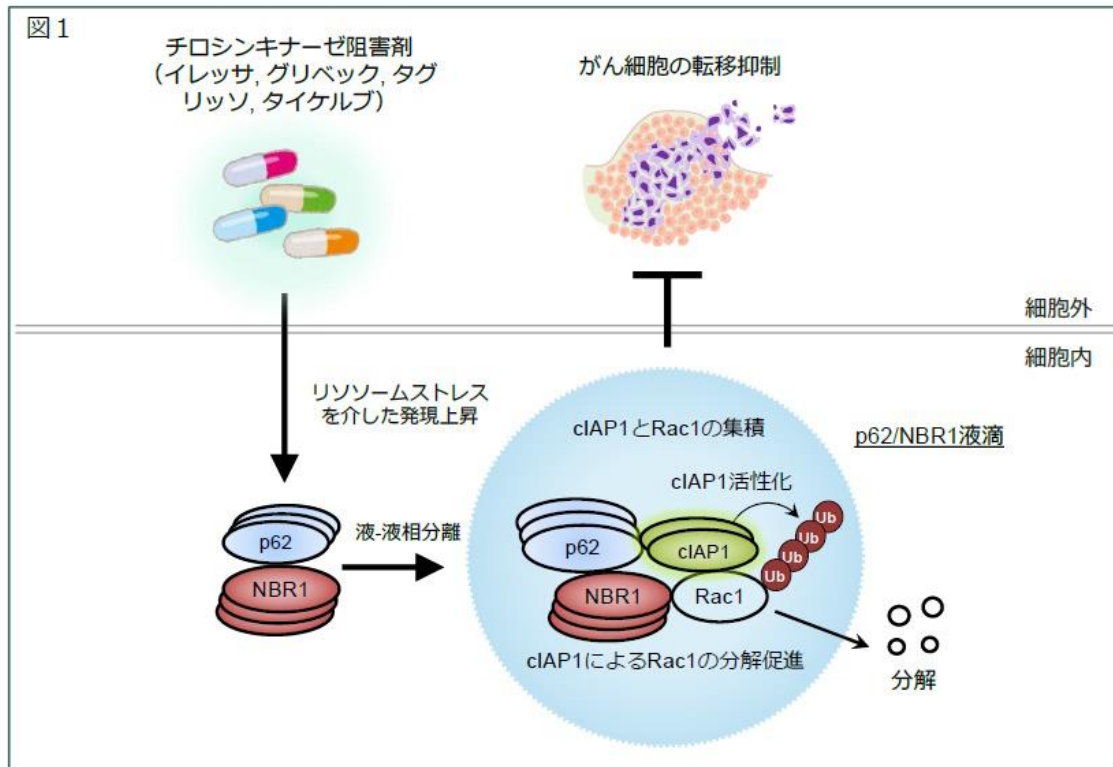 図1
チロシンキナーゼ阻害剤
（イレッサ, グリベック, タグ
リッソ, タイケルブ）
がん細胞の転移抑制
細胞外
細胞内
リソソームストレス
を介した発現上昇
cIAP1とRac1の集積
p62/NBR1液滴
cIAP1活性化
Ub
Ub
Ub
Ub
p62
NBR1
液-液相分離
p62
cIAP1
NBR1
Rac1
cIAP1によるRac1の分解促進
分解